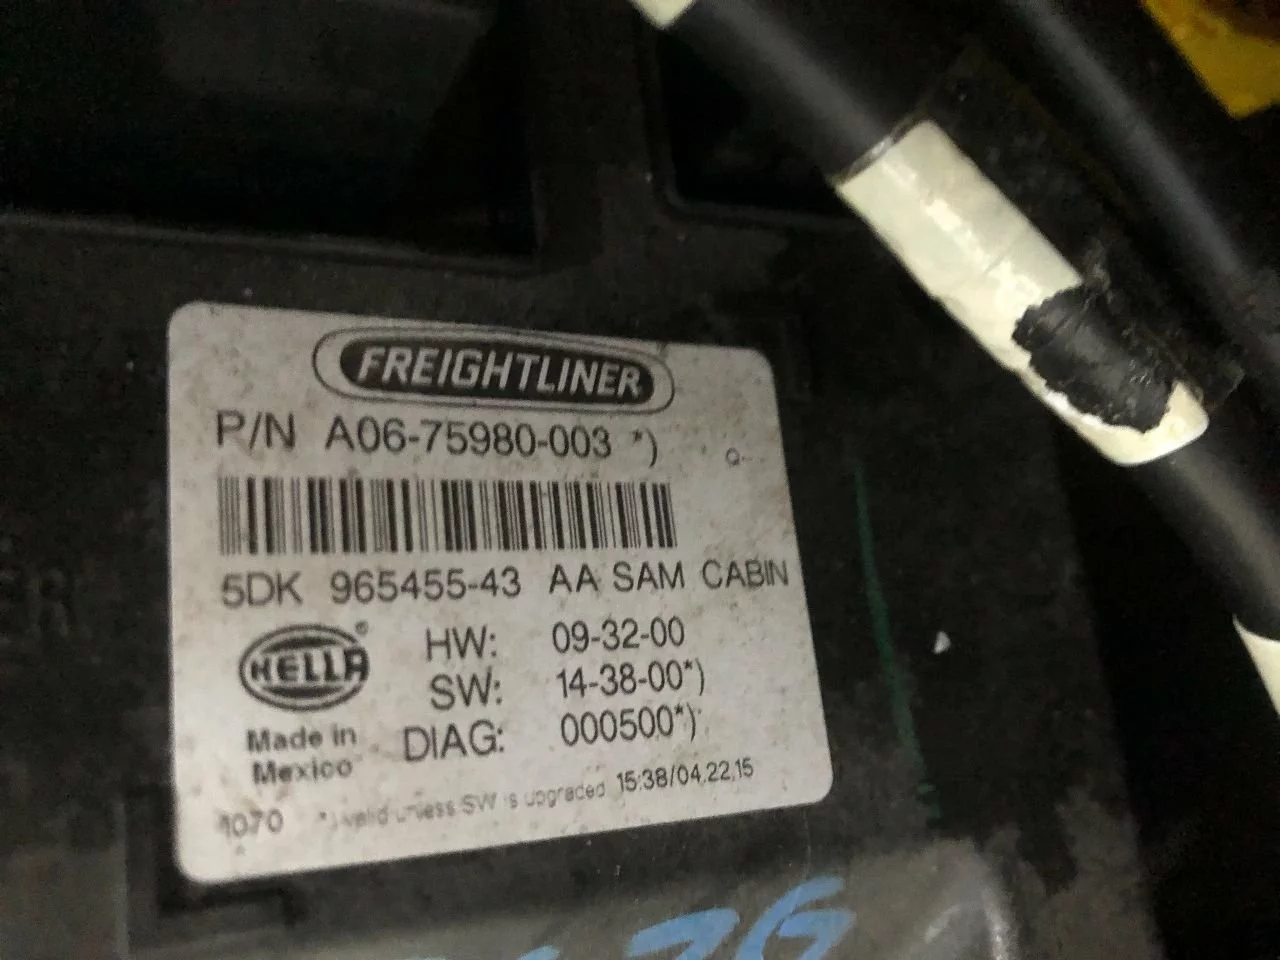 FREIGHTLINER
P/N A06-75980-003 *)
5DK 965455-43 AA SAM CABIN
HELLA ®
HW: 09-32-00
SW: 14-38-00*)
DIAG: 000500*)
Made in
Mexico
1070 *) valid unless SW is upgraded 15:38/04,22,15